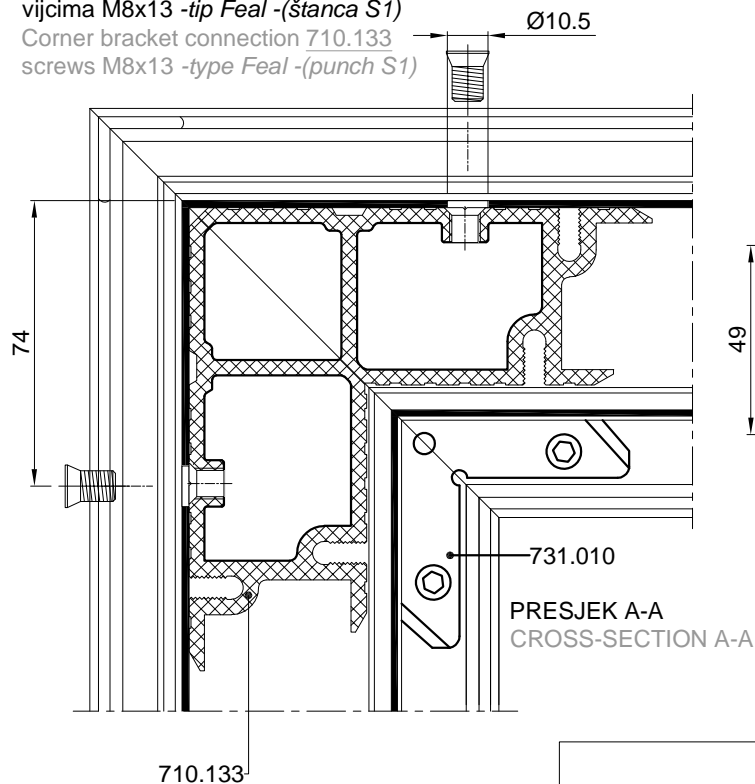 vijcima M8x13 -tip Feal -(štanca S1)
Corner bracket connection 710.133
screws M8x13 -type Feal -(punch S1)
Ø10.5
74
49
731.010
PRESJEK A-A
CROSS-SECTION A-A
710.133